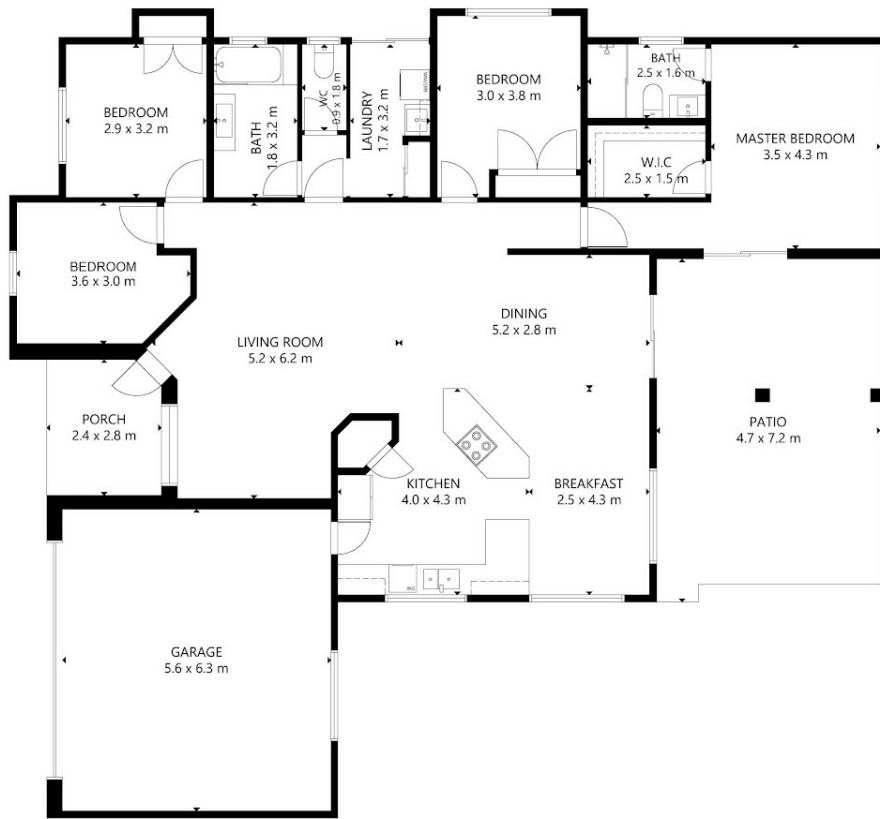 BEDROOM
2.9 x 3.2 m
BATH
1.8 x 3.2 m
WC
0.9 x 1.8 m
LAUNDRY
1.7 x 3.2 m
BEDROOM
3.0 x 3.8 m
BATH
2.5 x 1.6 m
W.I.C
2.5 x 1.5 m
MASTER BEDROOM
3.5 x 4.3 m
BEDROOM
3.6 x 3.0 m
LIVING ROOM
5.2 x 6.2 m
DINING
5.2 x 2.8 m
PORCH
2.4 x 2.8 m
PATIO
4.7 x 7.2 m
KITCHEN
4.0 x 4.3 m
BREAKFAST
2.5 x 4.3 m
GARAGE
5.6 x 6.3 m